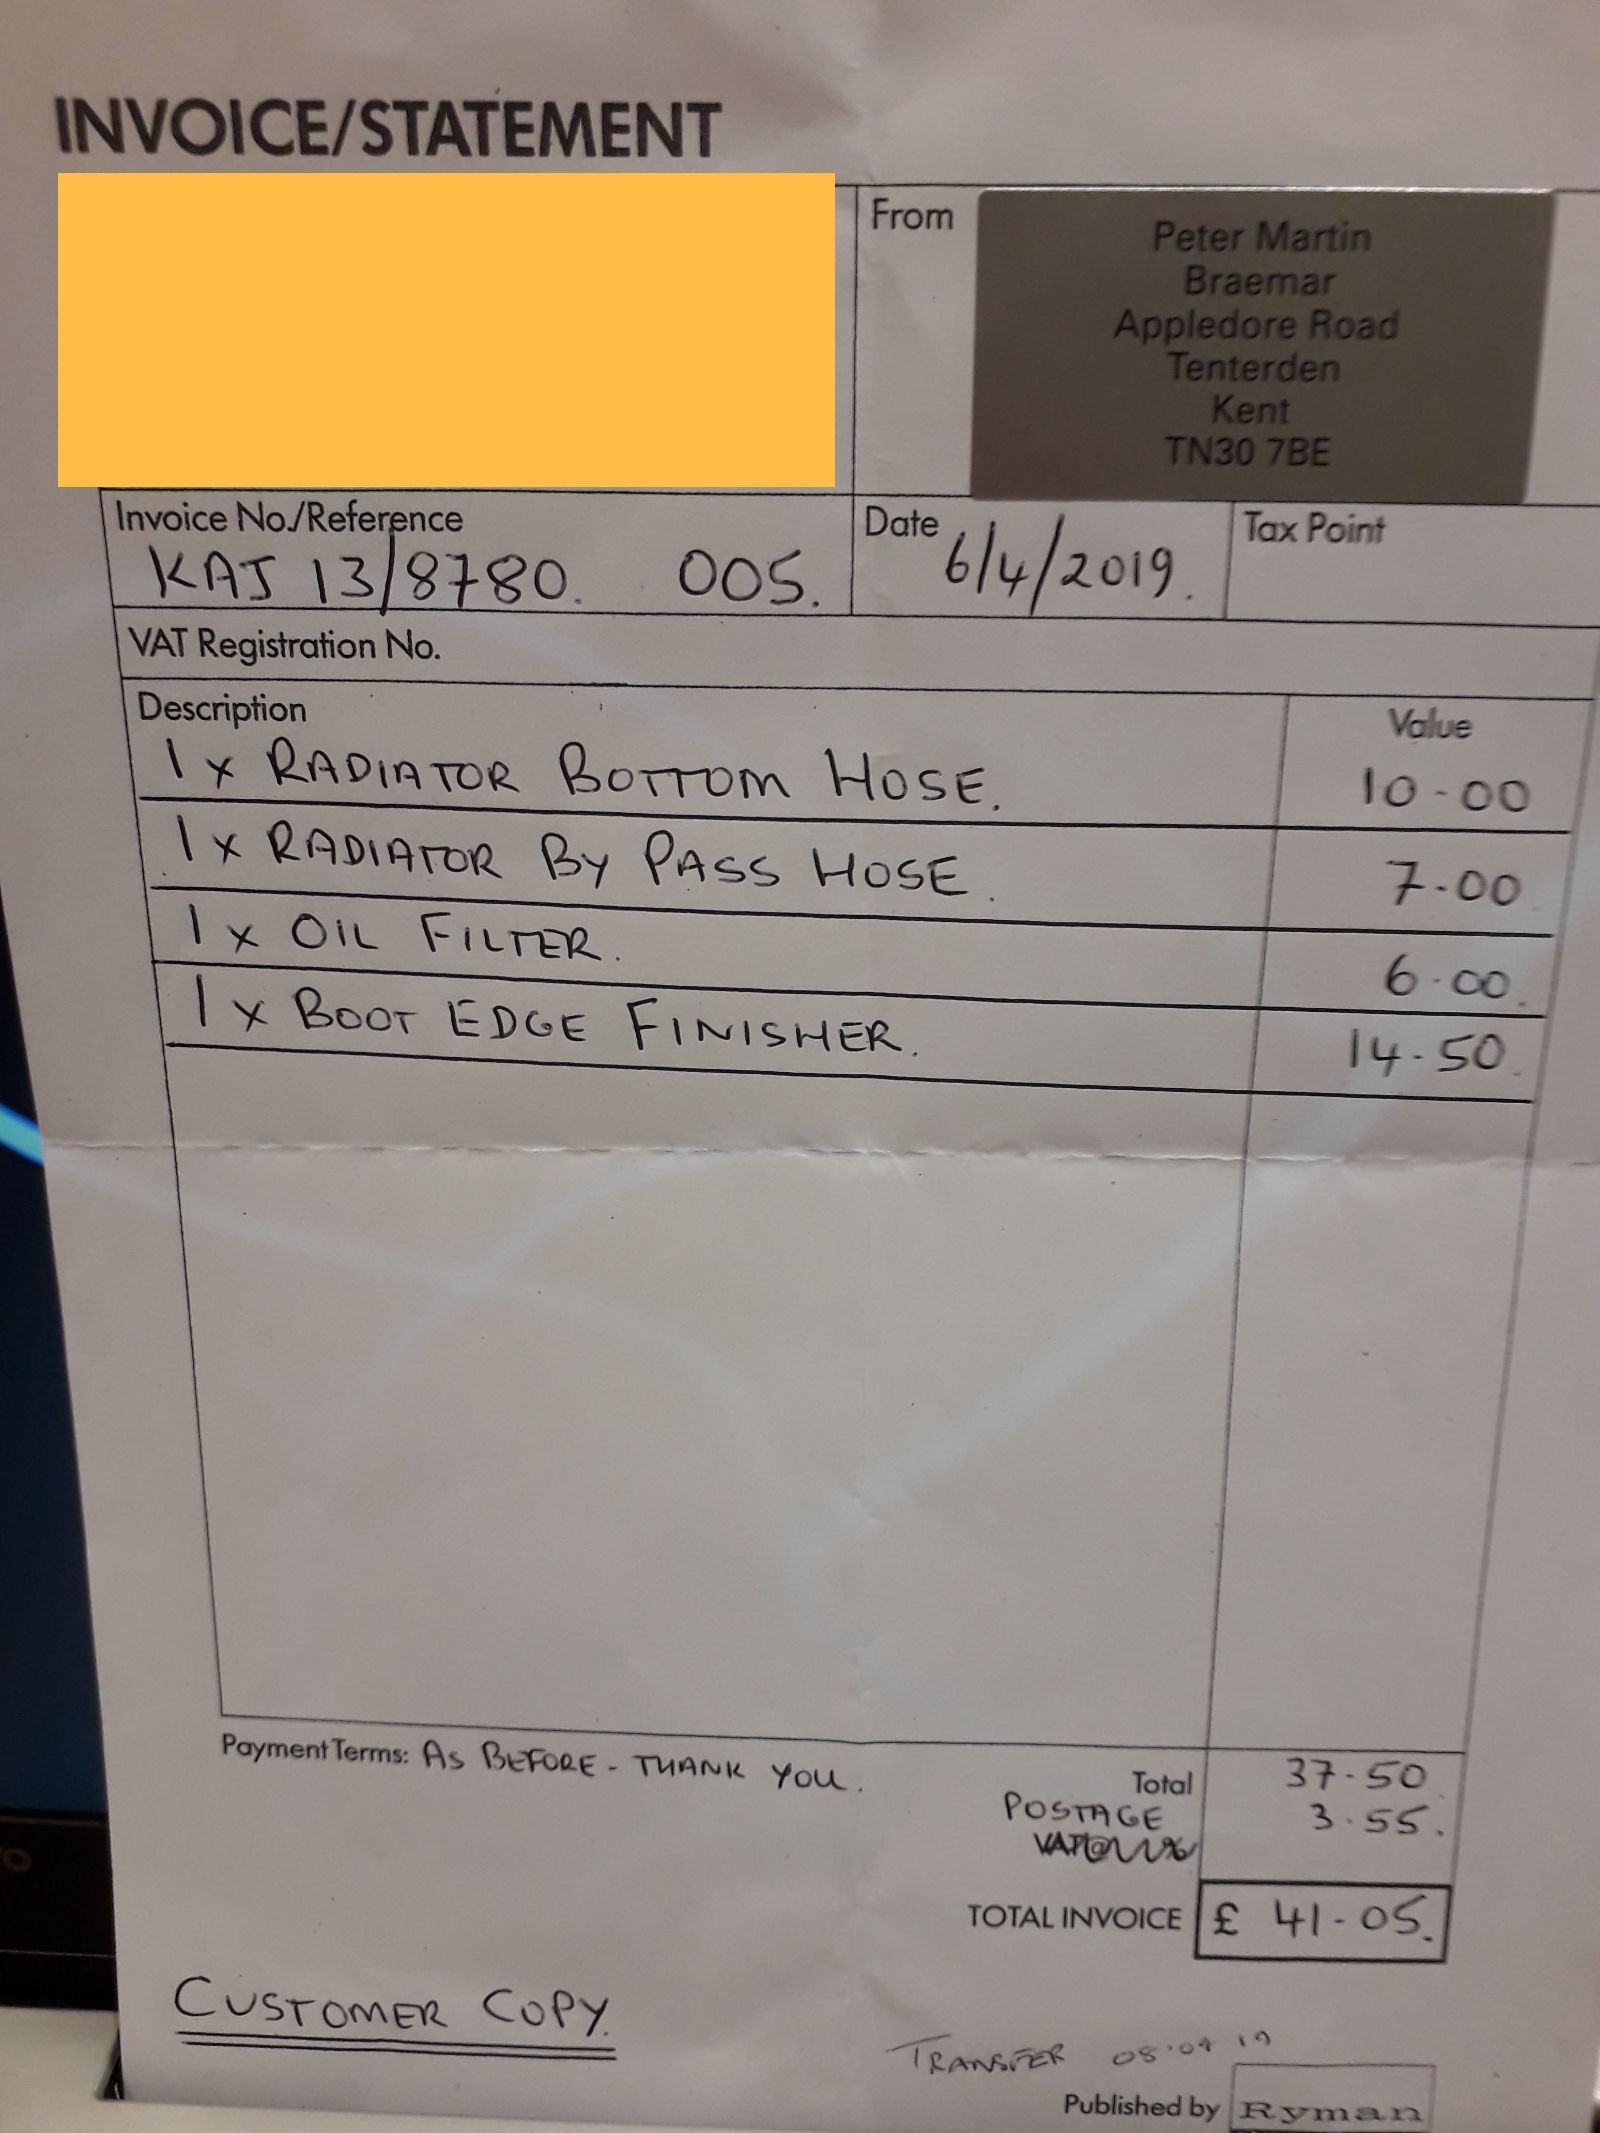 INVOICE/STATEMENT
From
Peter Martin
Braemar
Appledore Road
Tenterden
Kent
TN30 7BE
Invoice No./Reference
KAJ 13/8780. 005.
Date 6/4/2019.
Tax Point
VAT Registration No.
Description Value
1 x RADIATOR BOTTOM HOSE. 10-00
1 x RADIATOR BY PASS HOSE. 7-00
1 x OIL FILTER. 6-00.
1 x BOOT EDGE FINISHER. 14-50.
Payment Terms: AS BEFORE - THANK YOU.
Total 37-50
POSTAGE 3.55.
VAT@ %
TOTAL INVOICE £ 41-05.
CUSTOMER COPY.
TRANSFER 08.04 19
Published by Ryman